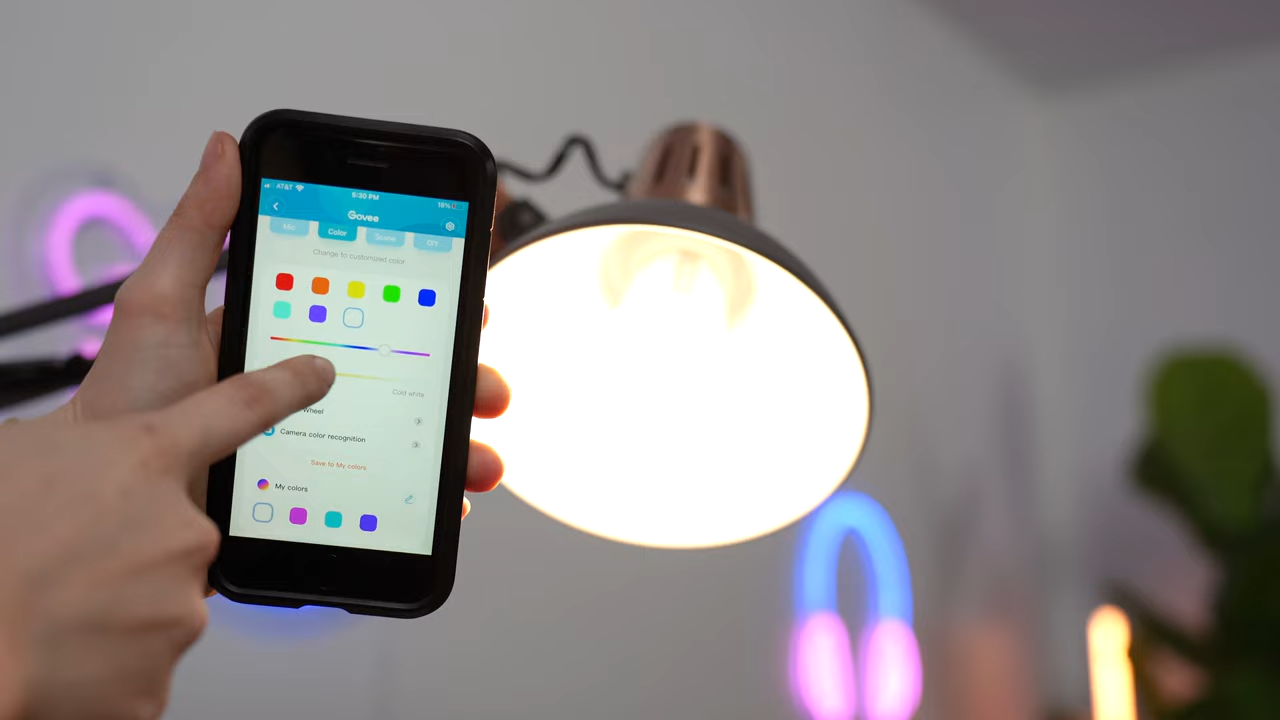 AT&T 5:30 PM 18%
Govee
Mic Color Scene DIY
Change to customized color
Cold white
wheel
Camera color recognition
Save to My colors
My colors